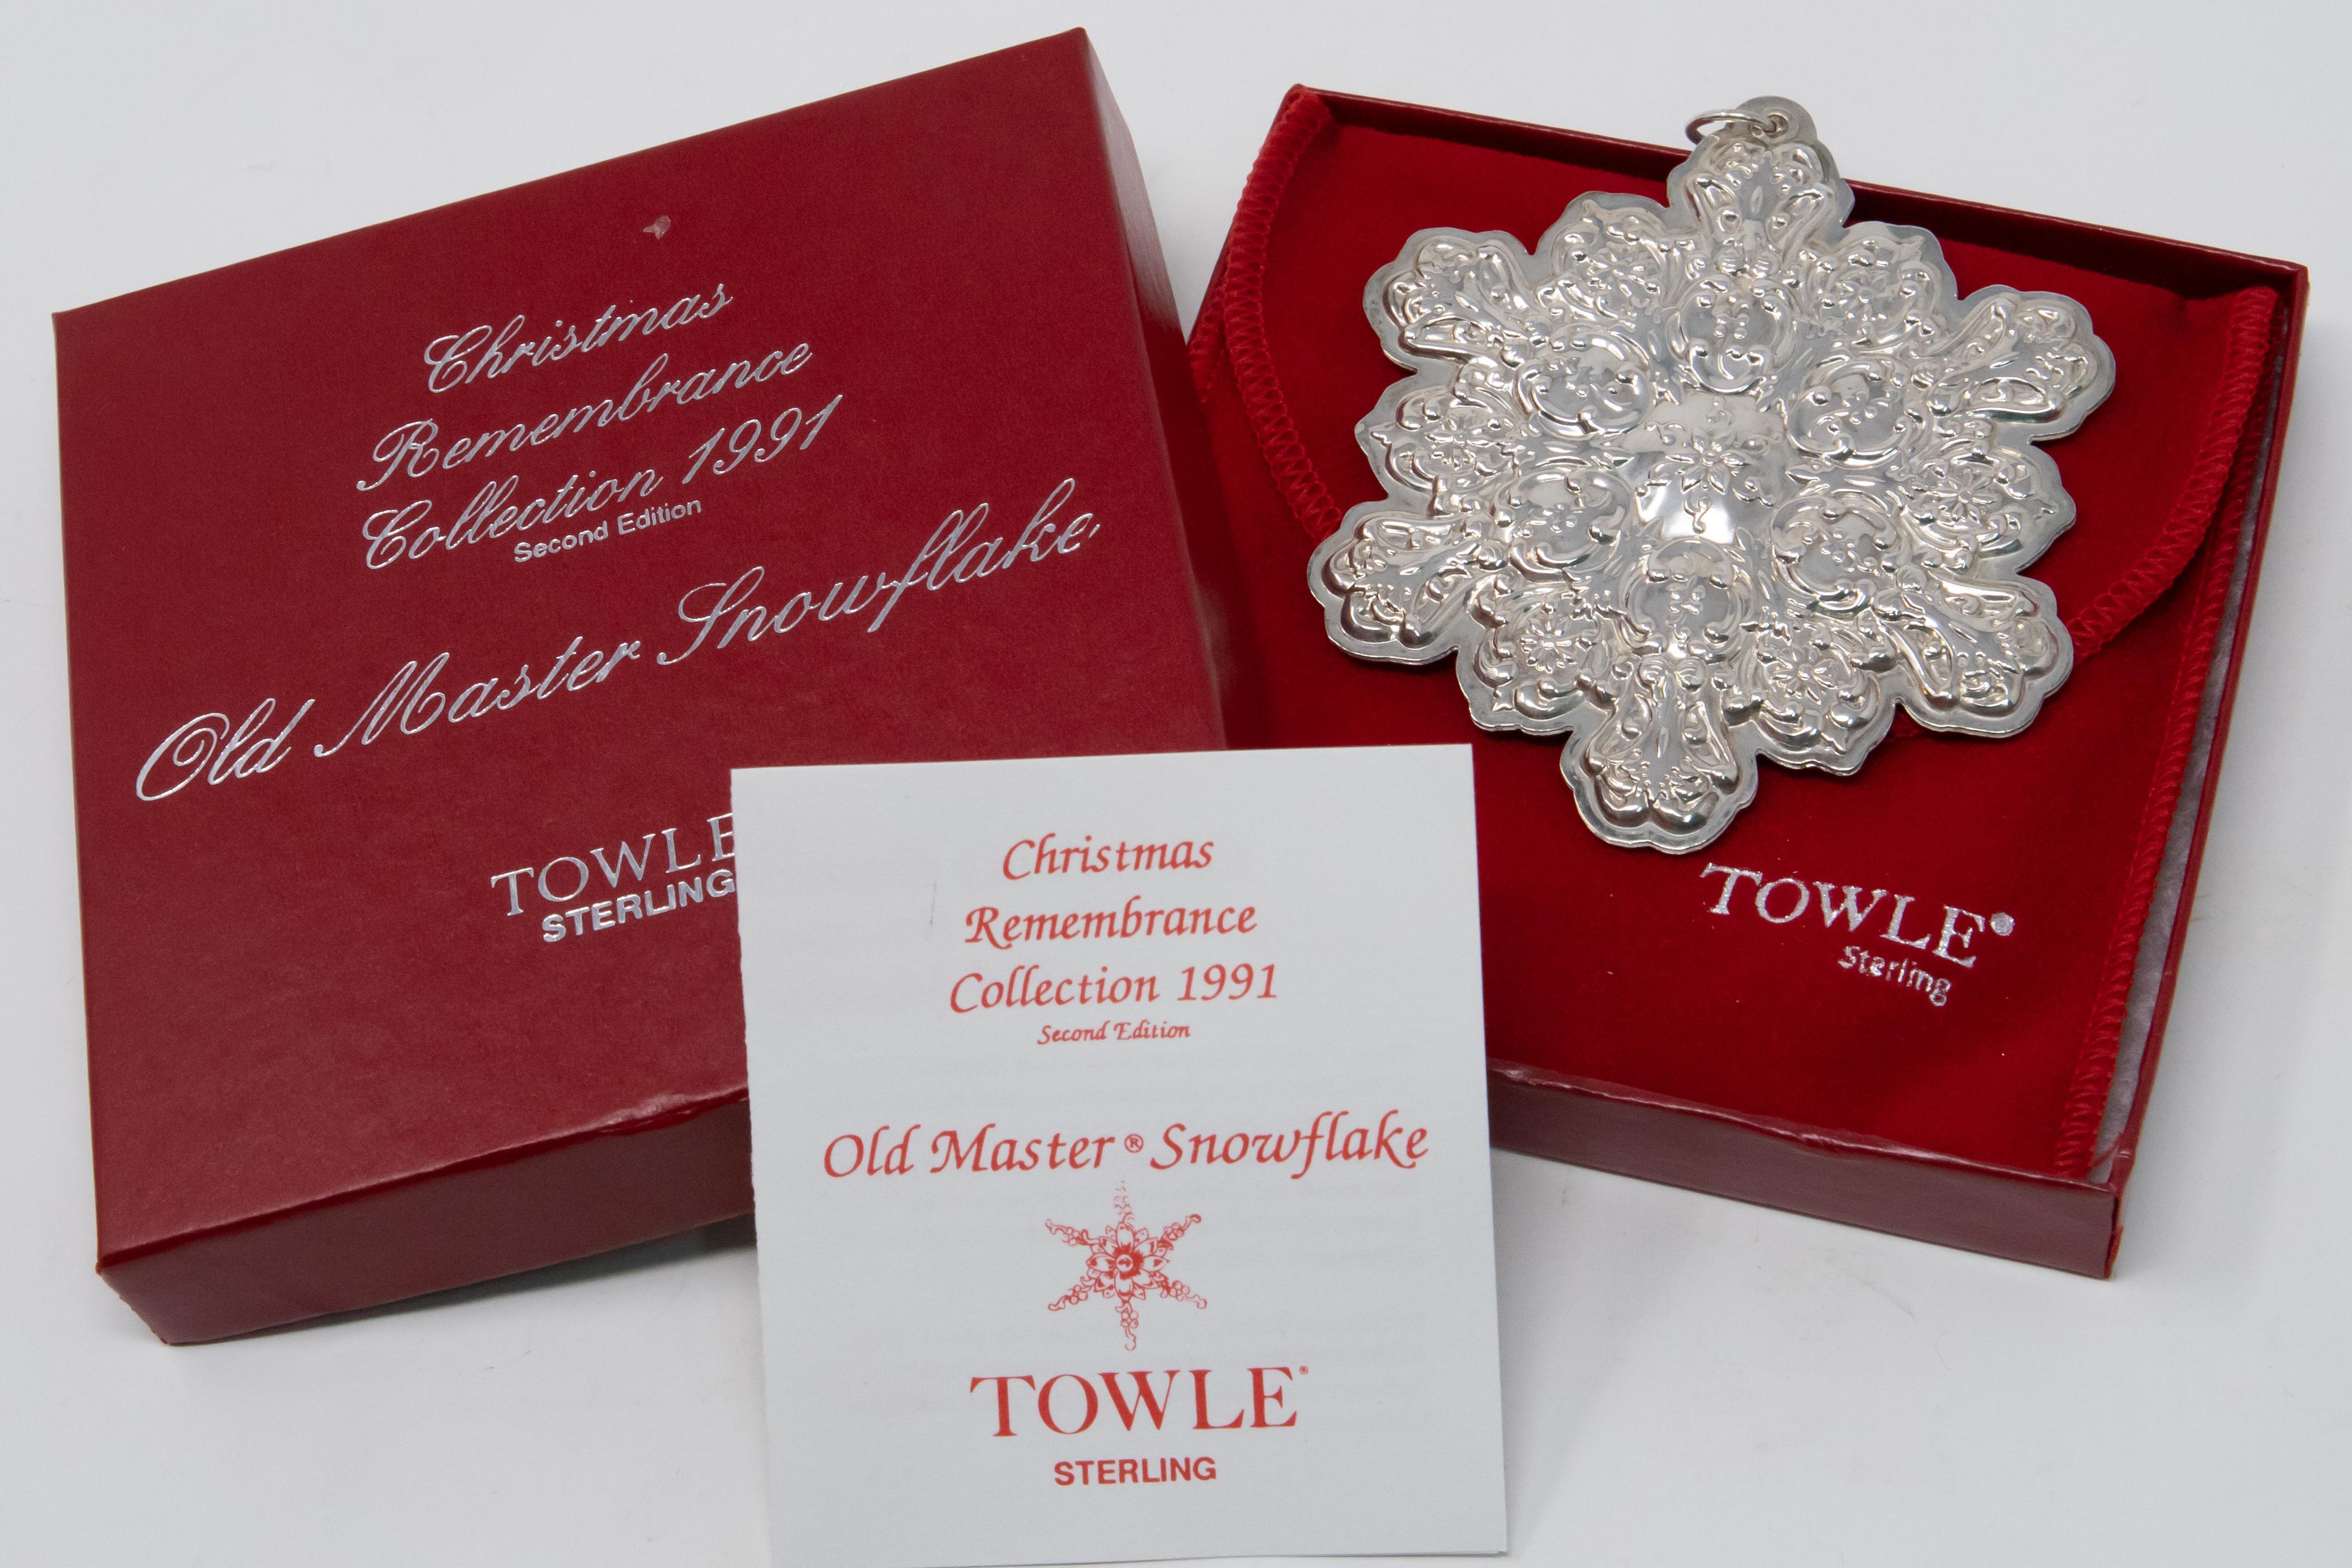 Christmas
Remembrance
Collection 1991
Second Edition
Old Master Snowflake
TOWLE
STERLING
Christmas
Remembrance
Collection 1991
Second Edition
Old Master® Snowflake
TOWLE®
STERLING
TOWLE®
Sterling